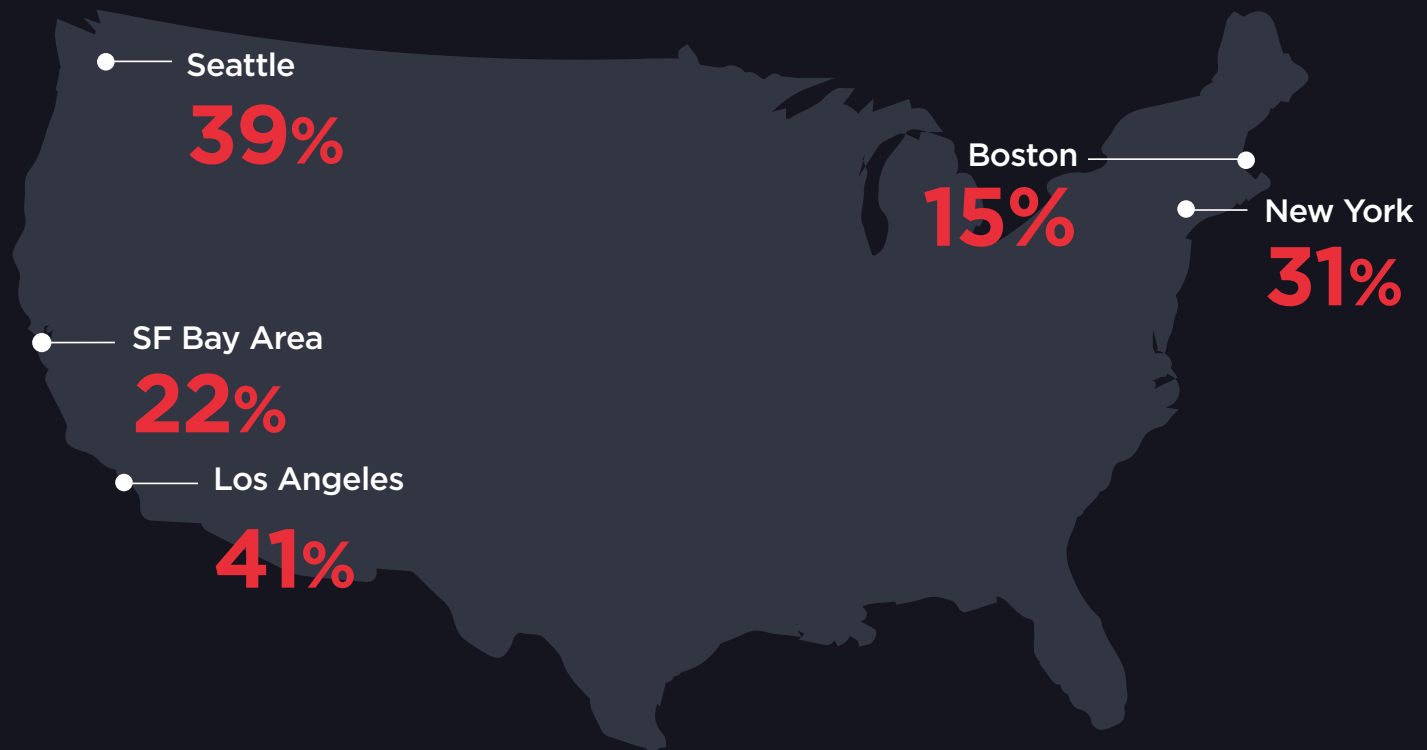 Seattle
39%
Boston
15%
New York
31%
SF Bay Area
22%
Los Angeles
41%